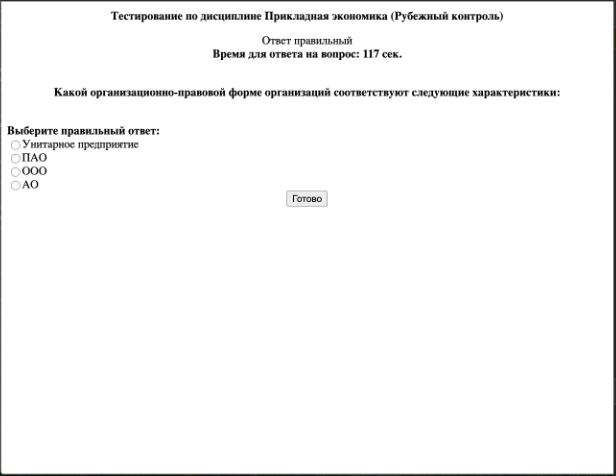 Тестирование по дисциплине Прикладная экономика (Рубежный контроль)
Ответ правильный
Время для ответа на вопрос: 117 сек.
Какой организационно-правовой форме организаций соответствуют следующие характеристики:
Выберите правильный ответ:
Унитарное предприятие
ПАО
ООО
АО
Готово